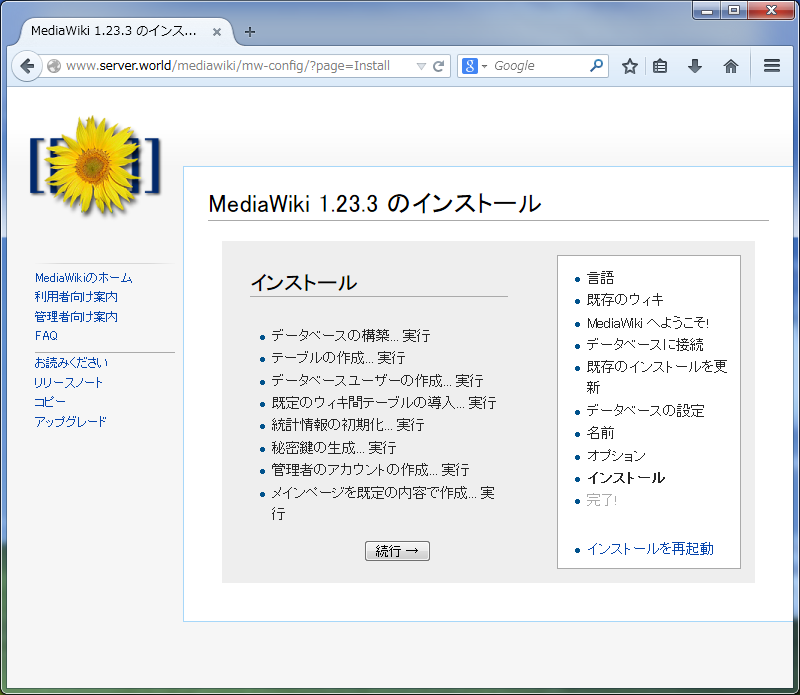 MediaWiki 1.23.3 のインス...
www.server.world/mediawiki/mw-config/?page=Install
Google
MediaWikiのホーム
利用者向け案内
管理者向け案内
FAQ
お読みください
リリースノート
コピー
アップグレード
MediaWiki 1.23.3 のインストール
インストール
データベースの構築... 実行
テーブルの作成... 実行
データベースユーザーの作成... 実行
既定のウィキ間テーブルの導入... 実行
統計情報の初期化... 実行
秘密鍵の生成... 実行
管理者のアカウントの作成... 実行
メインページを既定の内容で作成... 実
行
続行 →
言語
既存のウィキ
MediaWiki へようこそ!
データベースに接続
既存のインストールを更
新
データベースの設定
名前
オプション
インストール
完了!
インストールを再起動